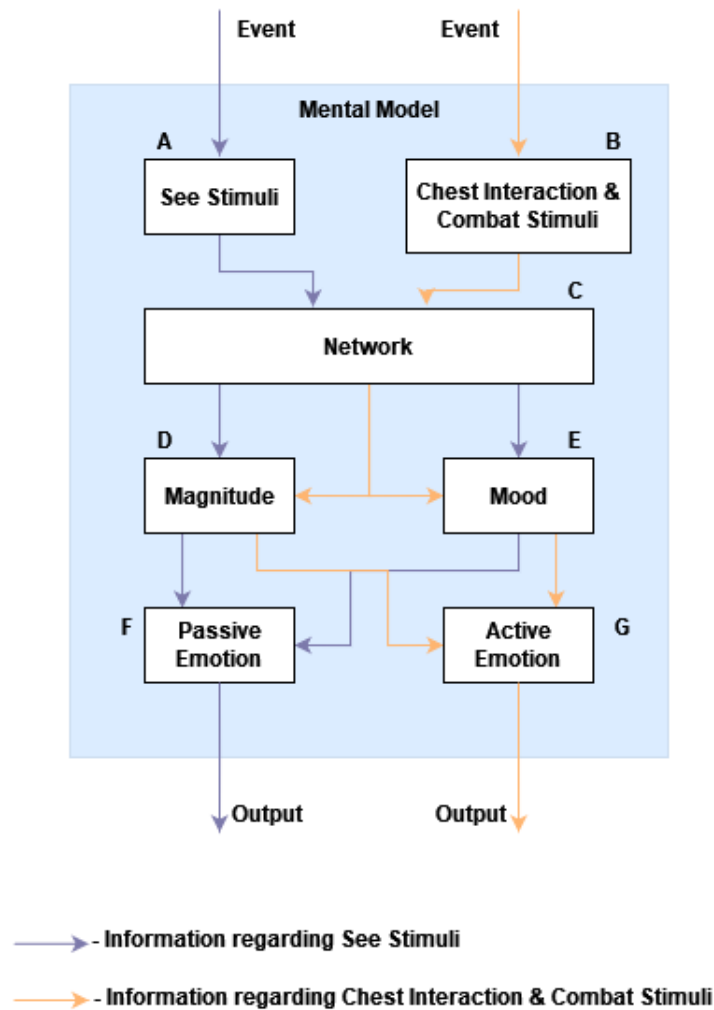 Event Event
Mental Model
A B
See Stimuli
Chest Interaction &
Combat Stimuli
C
Network
D E
Magnitude Mood
F
Passive
Emotion
Active
Emotion
G
Output Output
- Information regarding See Stimuli
- Information regarding Chest Interaction & Combat Stimuli